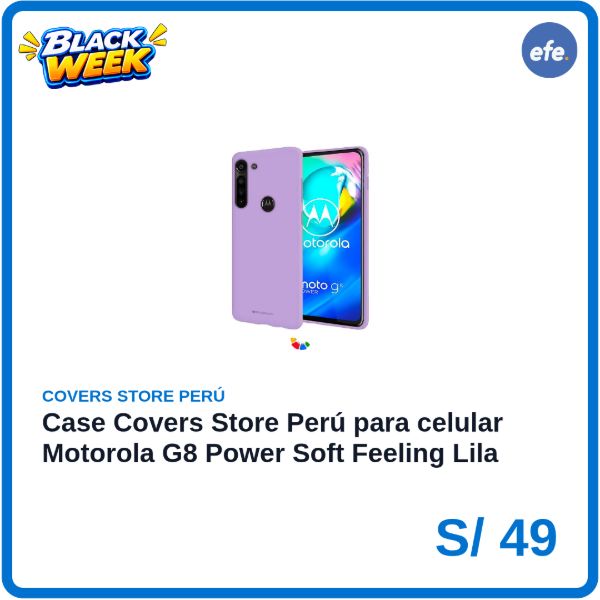 BLACK
WEEK
efe.
motorola
moto g8
POWER
COVERS STORE PERÚ
Case Covers Store Perú para celular
Motorola G8 Power Soft Feeling Lila
S/ 49